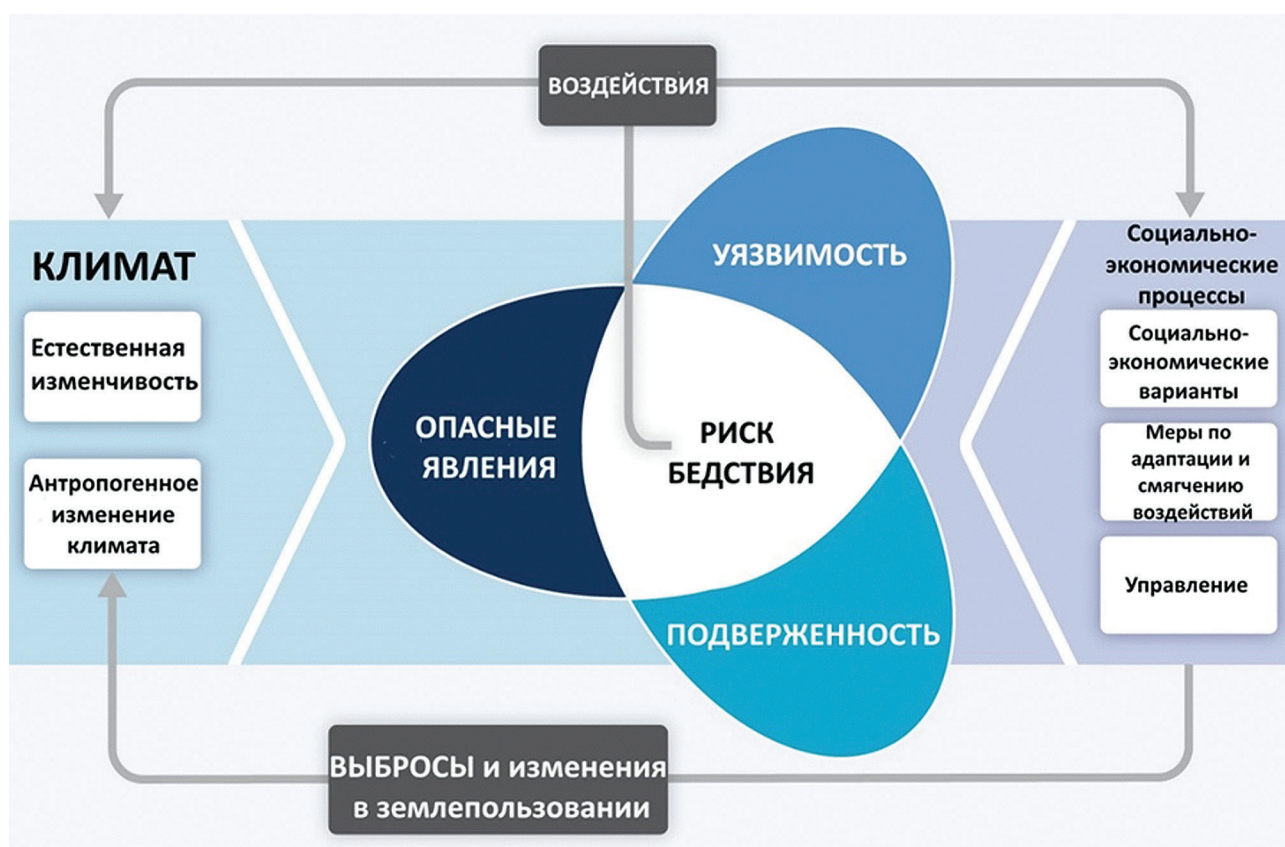 ВОЗДЕЙСТВИЯ
КЛИМАТ
Естественная
изменчивость
Антропогенное
изменение
климата
ОПАСНЫЕ
ЯВЛЕНИЯ
УЯЗВИМОСТЬ
РИСК
БЕДСТВИЯ
ПОДВЕРЖЕННОСТЬ
Социально-
экономические
процессы
Социально-
экономические
варианты
Меры по
адаптации и
смягчению
воздействий
Управление
ВЫБРОСЫ и изменения
в землепользовании